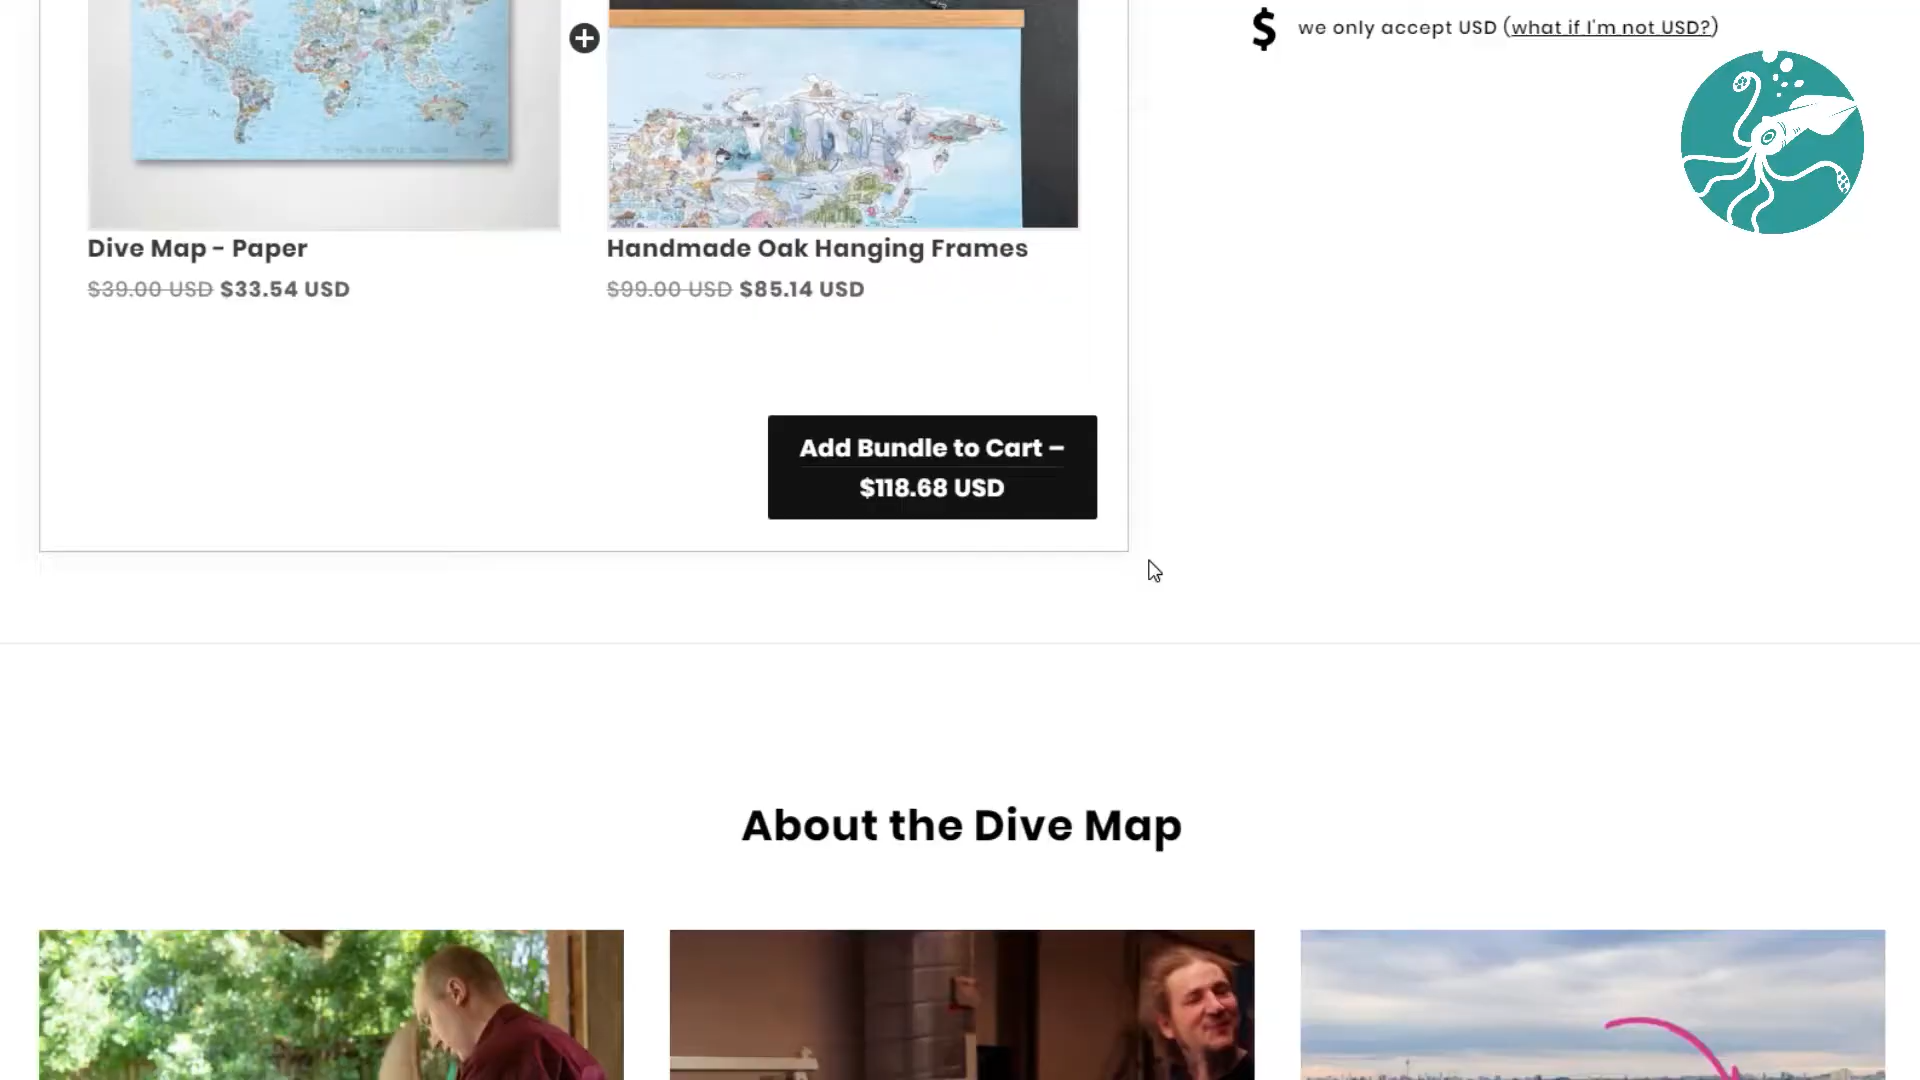 $ we only accept USD (what if I'm not USD?)
Dive Map - Paper
$39.00 USD $33.54 USD
Handmade Oak Hanging Frames
$99.00 USD $85.14 USD
Add Bundle to Cart –
$118.68 USD
About the Dive Map